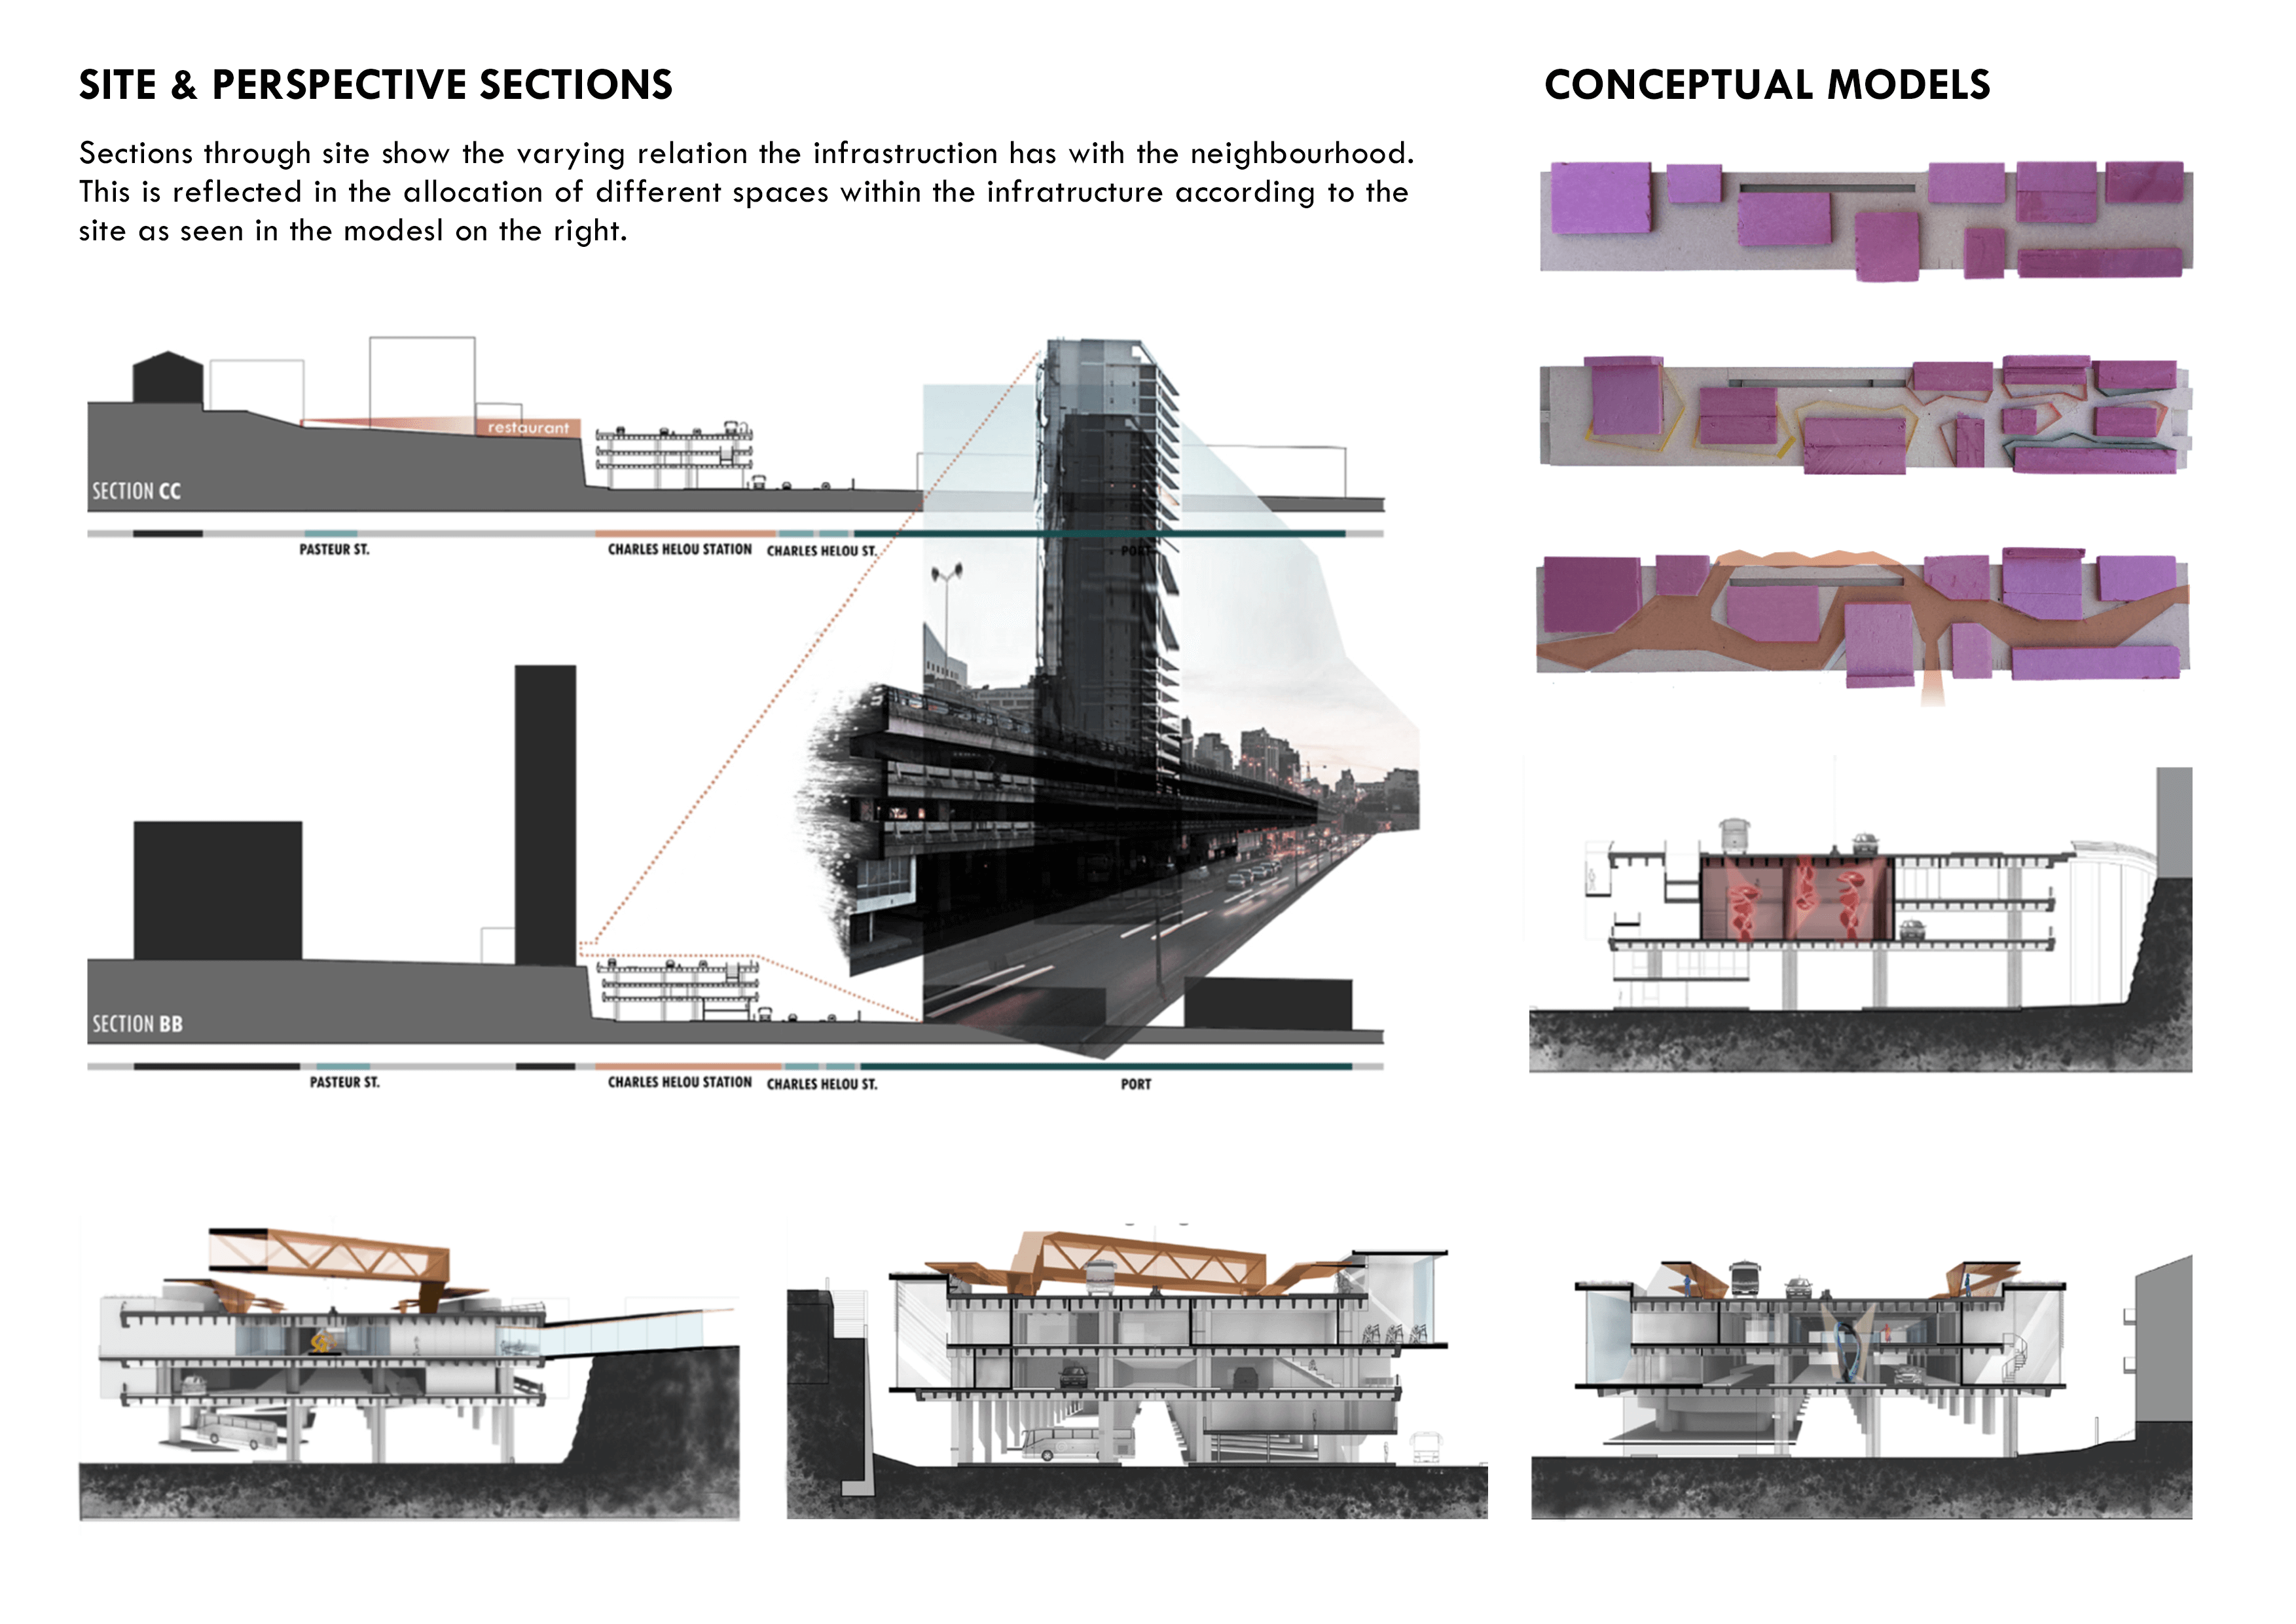 SITE & PERSPECTIVE SECTIONS
Sections through site show the varying relation the infrastruction has with the neighbourhood.
This is reflected in the allocation of different spaces within the infratructure according to the
site as seen in the modesl on the right.
CONCEPTUAL MODELS
restaurant
SECTION CC
PASTEUR ST.
CHARLES HELOU STATION
CHARLES HELOU ST.
PORT
SECTION BB
PASTEUR ST.
CHARLES HELOU STATION
CHARLES HELOU ST.
PORT